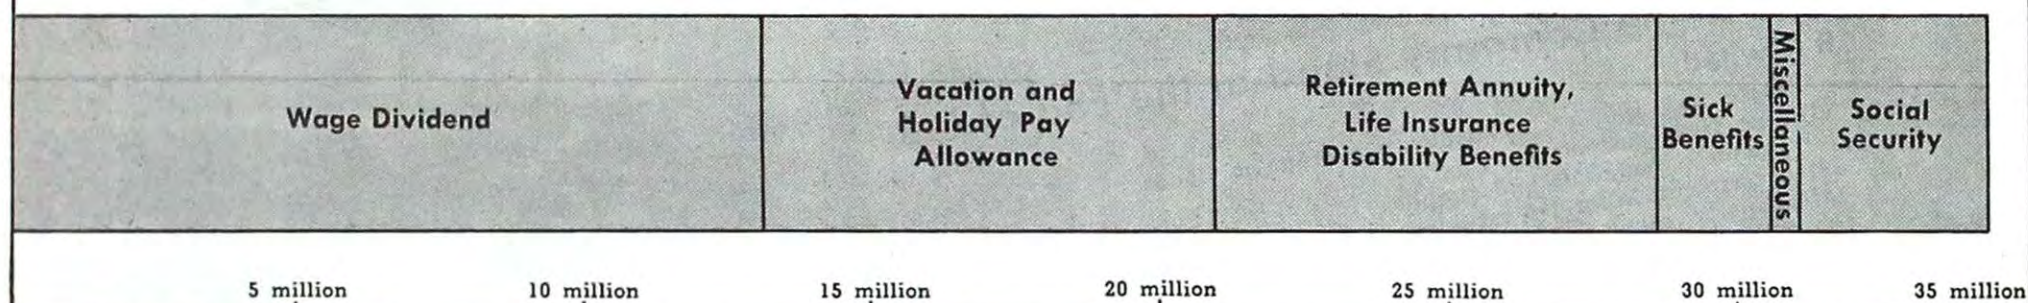 Wage Dividend
Vacation and
Holiday Pay
Allowance
Retirement Annuity,
Life Insurance
Disability Benefits
Sick
Benefits
Miscellaneous
Social
Security
5 million
10 million
15 million
20 million
25 million
30 million
35 million